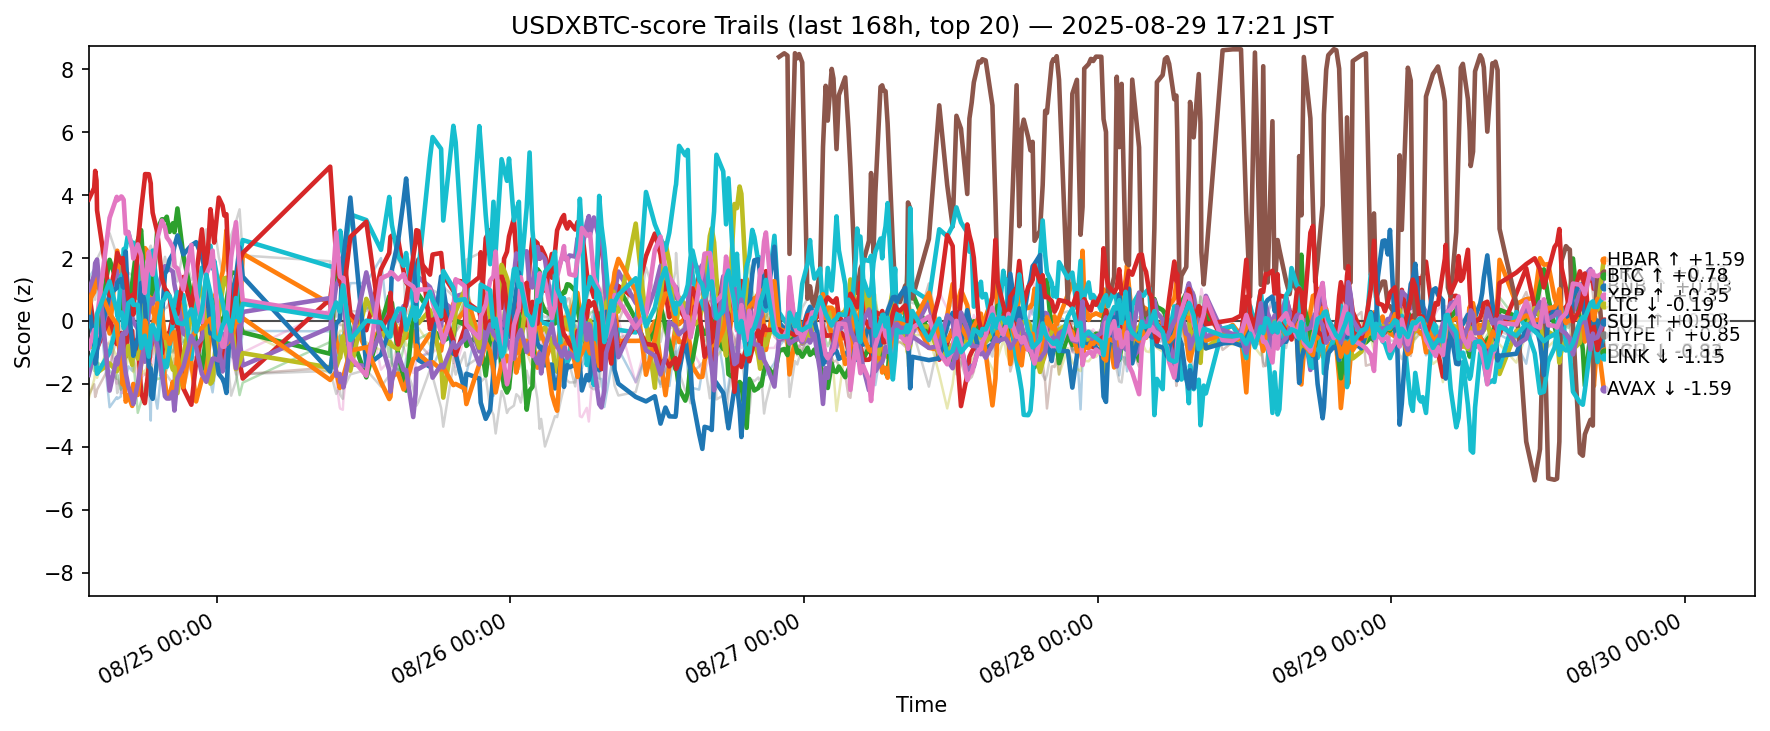 USDXBTC-score Trails (last 168h, top 20) — 2025-08-29 17:21 JST
Score (z)
8
6
4
2
0
−2
−4
−6
−8
HBAR ↑ +1.59
BTC ↑ +0.78
XRP ↑
LTC ↓ -0.19
SUI ↑ +0.50
HYPE ↑ +0.85
LINK ↓ -1.15
AVAX ↓ -1.59
08/25 00:00
08/26 00:00
08/27 00:00
08/28 00:00
08/29 00:00
08/30 00:00
Time